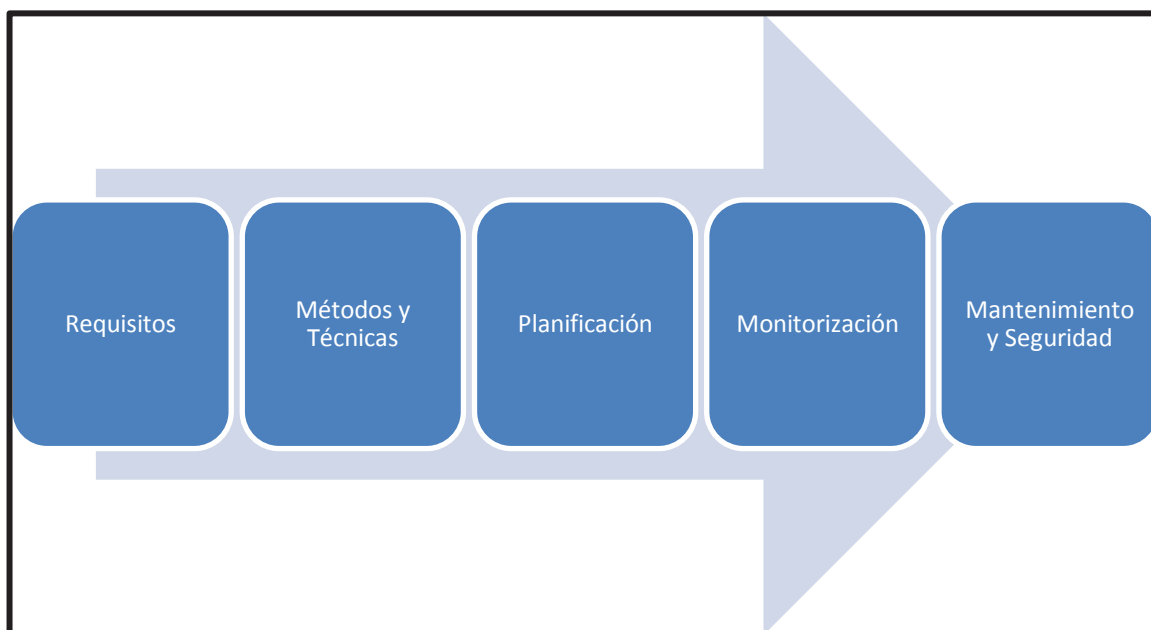 Requisitos
Métodos y
Técnicas
Planificación
Monitorización
Mantenimiento
y Seguridad